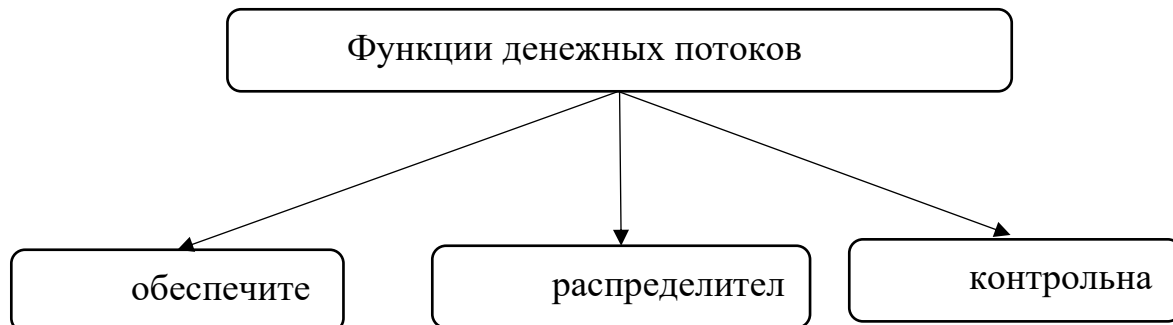 Функции денежных потоков
обеспечите
распределител
контрольна